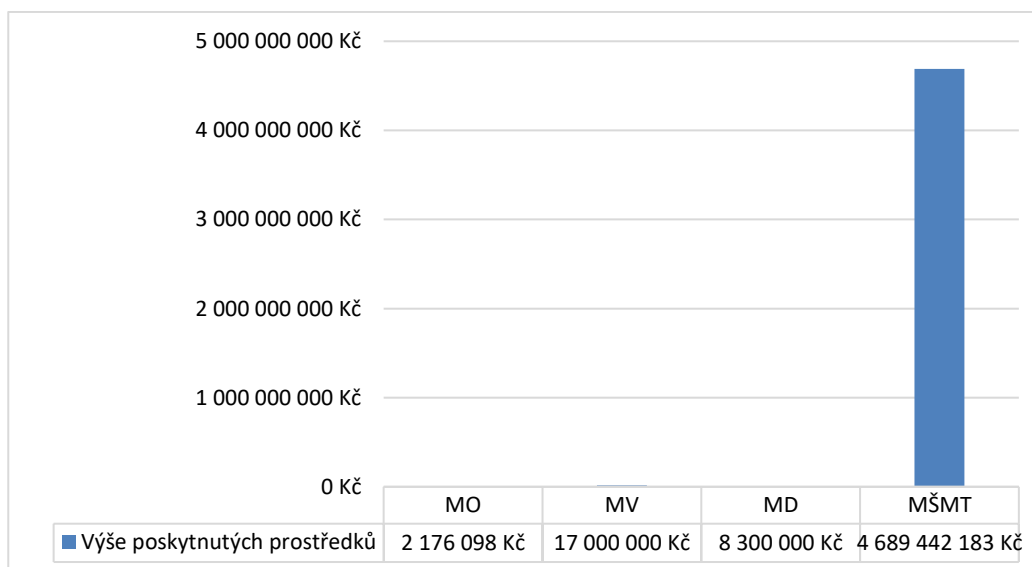 5 000 000 000 Kč
4 000 000 000 Kč
3 000 000 000 Kč
2 000 000 000 Kč
1 000 000 000 Kč
0 Kč
MO MV MD MŠMT
Výše poskytnutých prostředků 2 176 098 Kč 17 000 000 Kč 8 300 000 Kč 4 689 442 183 Kč